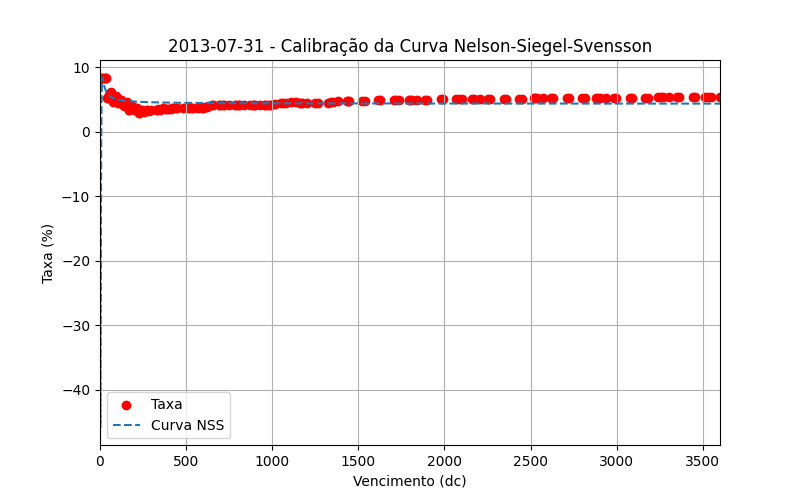 2013-07-31 - Calibração da Curva Nelson-Siegel-Svensson
Taxa (%)
10
0
−10
−20
−30
−40
Taxa
Curva NSS
0 500 1000 1500 2000 2500 3000 3500
Vencimento (dc)